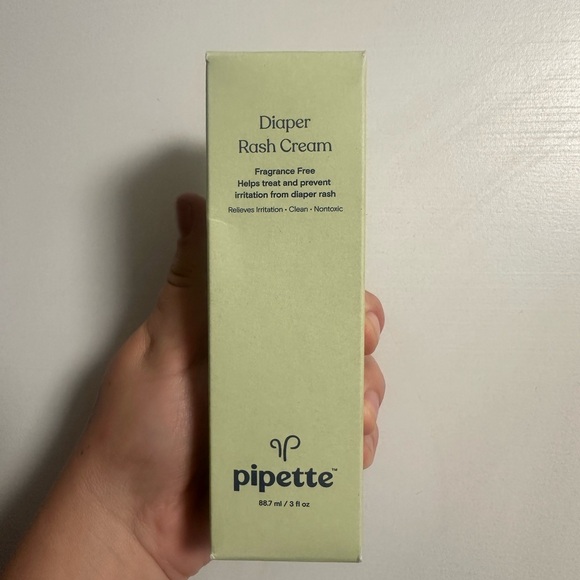 Diaper
Rash Cream
Fragrance Free
Helps treat and prevent
irritation from diaper rash
Relieves Irritation • Clean • Nontoxic
pipette™
88.7 ml / 3 fl oz